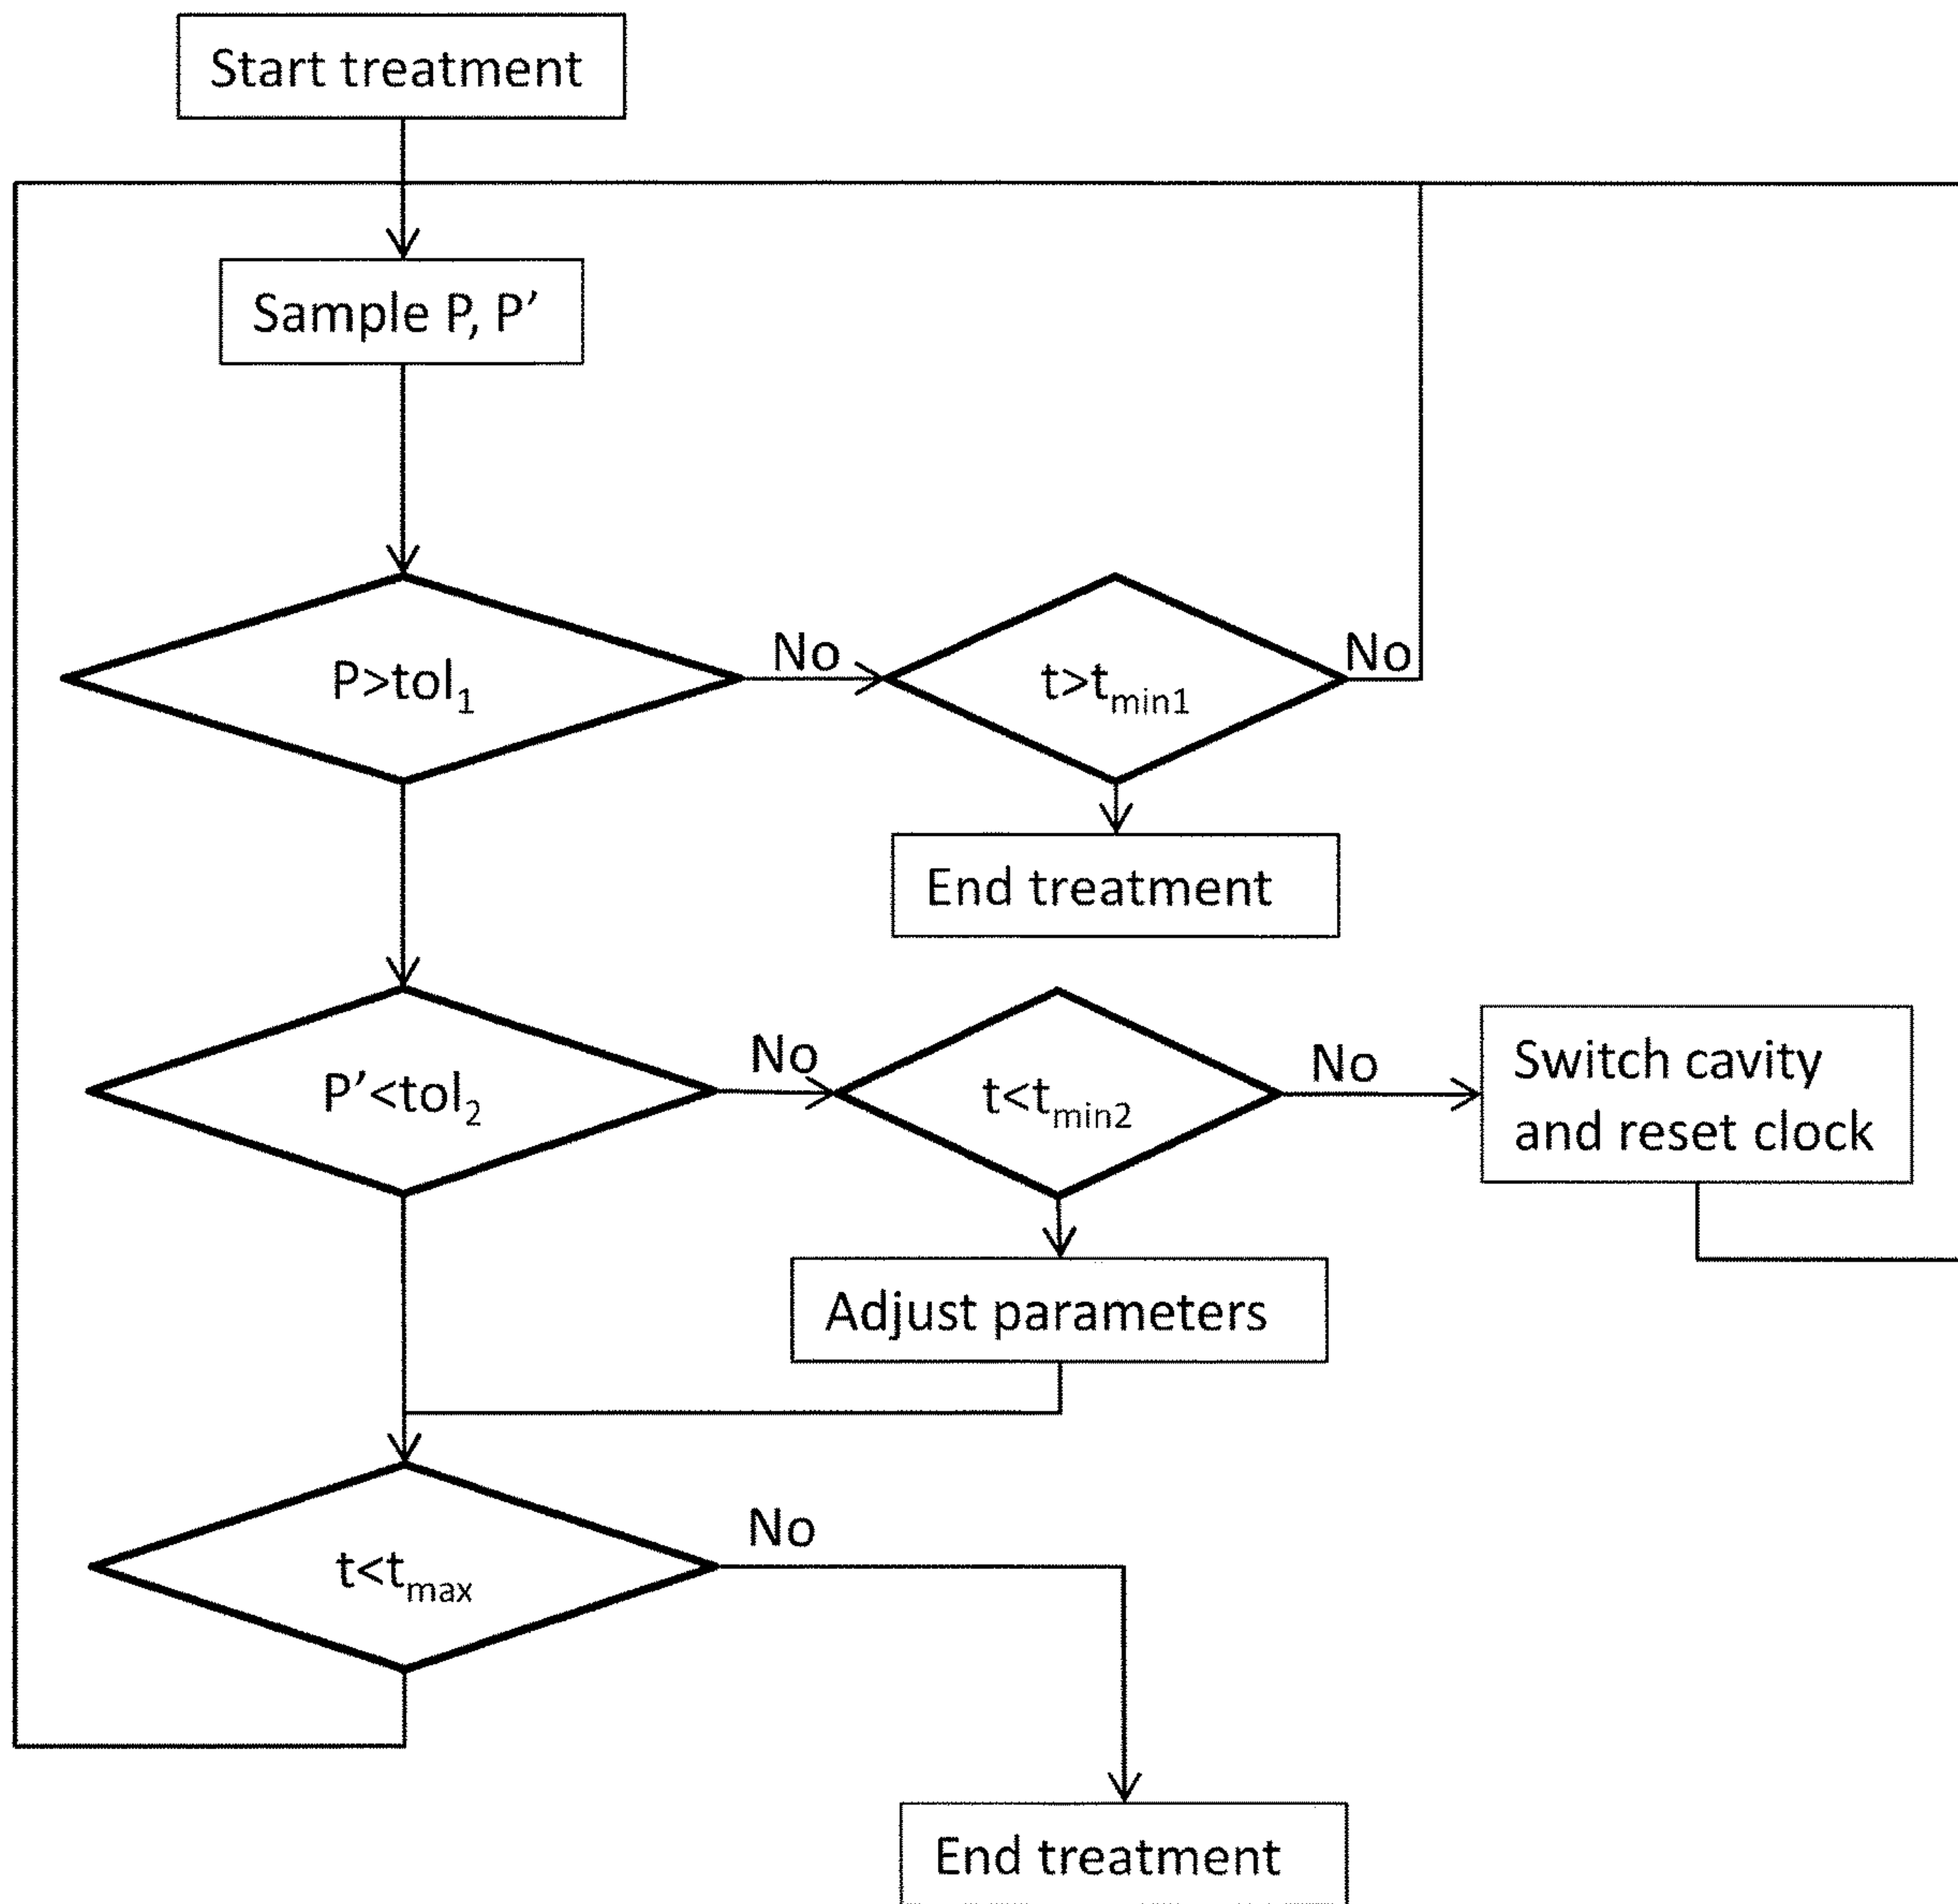 Start treatment
Sample P, P’
P>tol₁
No
t>tₘᵢₙ₁
No
End treatment
P’<tol₂
No
t<tₘᵢₙ₂
No
Switch cavity
and reset clock
Adjust parameters
t<tₘₐₓ
No
End treatment